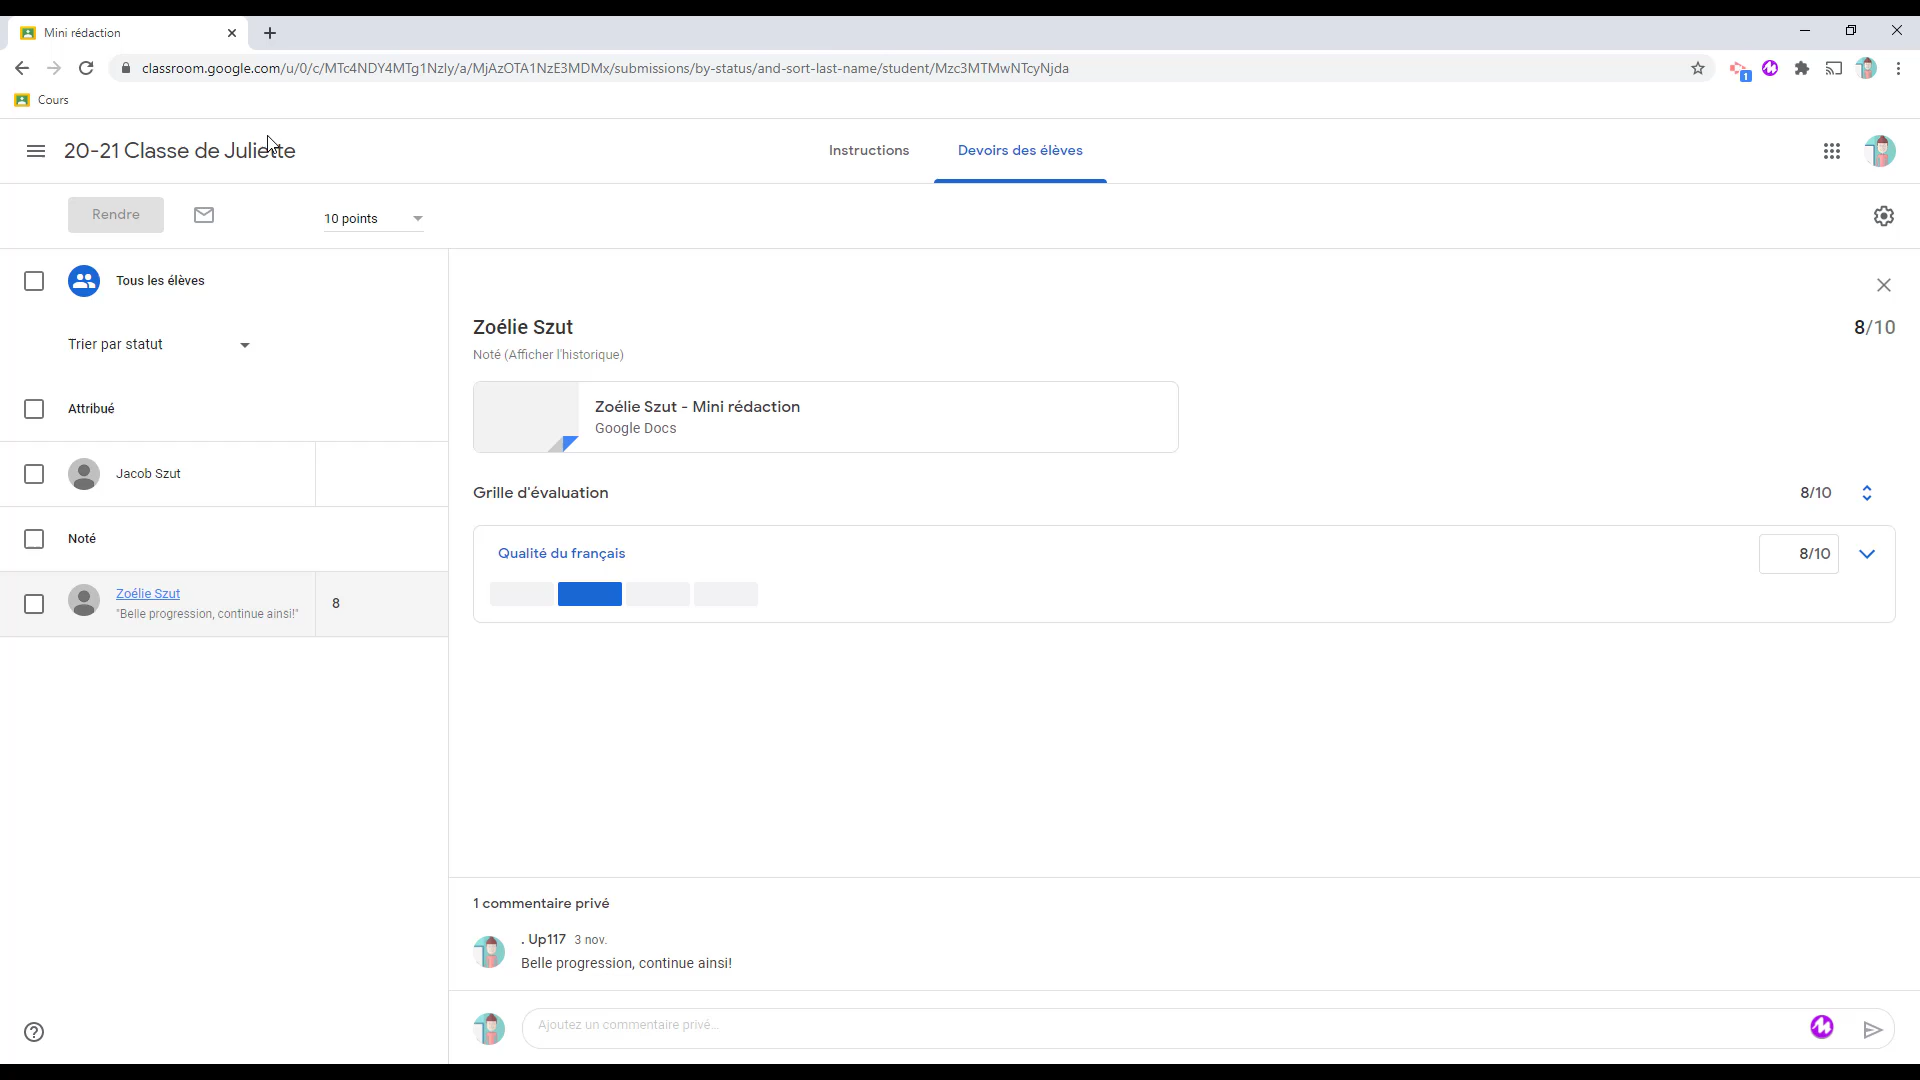 Mini rédaction
classroom.google.com/u/0/c/MTc4NDY4MTg1Nzly/a/MjAzOTA1NzE3MDMx/submissions/by-status/and-sort-last-name/student/Mzc3MTMwNTcyNjda
1
Cours
20-21 Classe de Juliette
Instructions
Devoirs des élèves
Rendre
10 points
Tous les élèves
Trier par statut
Attribué
Jacob Szut
Noté
Zoélie Szut
"Belle progression, continue ainsi!"
8
Zoélie Szut
8/10
Noté (Afficher l'historique)
Zoélie Szut - Mini rédaction
Google Docs
Grille d'évaluation
8/10
Qualité du français
8/10
1 commentaire privé
. Up117 3 nov.
Belle progression, continue ainsi!
Ajoutez un commentaire privé...